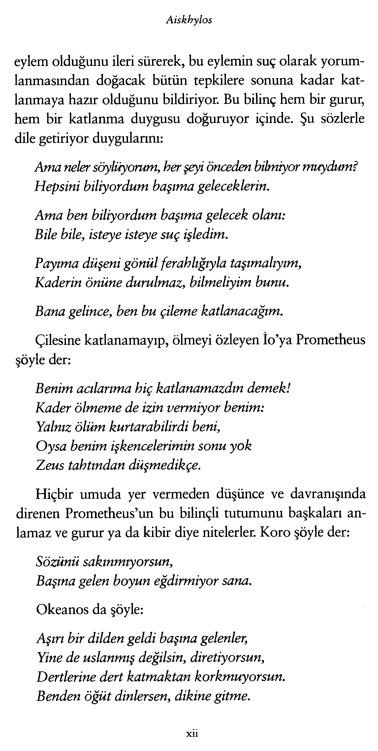 Aiskhylos
eylem olduğunu ileri sürerek, bu eylemin suç olarak yorum-
lanmasından doğacak bütün tepkilere sonuna kadar kat-
lanmaya hazır olduğunu bildiriyor. Bu bilinç hem bir gurur,
hem bir katlanma duygusu doğuruyor içinde. Şu sözlerle
dile getiriyor duygularını:
Ama neler söylüyorum, her şeyi önceden bilmiyor muydum?
Hepsini biliyordum başıma geleceklerin.
Ama ben biliyordum başıma gelecek olanı:
Bile bile, isteye isteye suç işledim.
Payıma düşeni gönül ferahlığıyla taşımalıyım,
Kaderin önüne durulmaz, bilmeliyim bunu.
Bana gelince, ben bu çileme katlanacağım.
Çilesine katlanamayıp, ölmeyi özleyen İo'ya Prometheus
şöyle der:
Benim acılarıma hiç katlanamazdın demek!
Kader ölmeme de izin vermiyor benim:
Yalnız ölüm kurtarabilirdi beni,
Oysa benim işkencelerimin sonu yok
Zeus tahtından düşmedikçe.
Hiçbir umuda yer vermeden düşünce ve davranışında
direnen Prometheus'un bu bilinçli tutumunu başkaları an-
lamaz ve gurur ya da kibir diye nitelerler. Koro şöyle der:
Sözünü sakınmıyorsun,
Başına gelen boyun eğdirmiyor sana.
Okeanos da şöyle:
Aşırı bir dilden geldi başına gelenler,
Yine de uslanmış değilsin, diretiyorsun,
Dertlerine dert katmaktan korkmuyorsun.
Benden öğüt dinlersen, dikine gitme.
xii